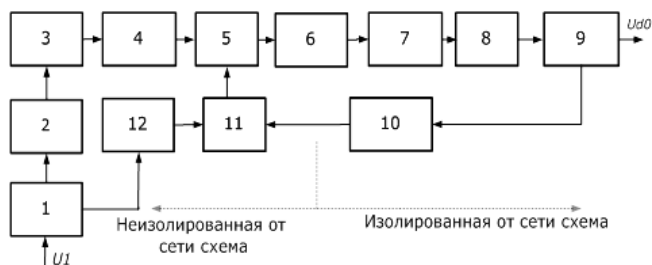 3 4 5 6 7 8 9 Ud0
2 12 11 10
1
Неизолированная от Изолированная от сети схема
сети схема
U1